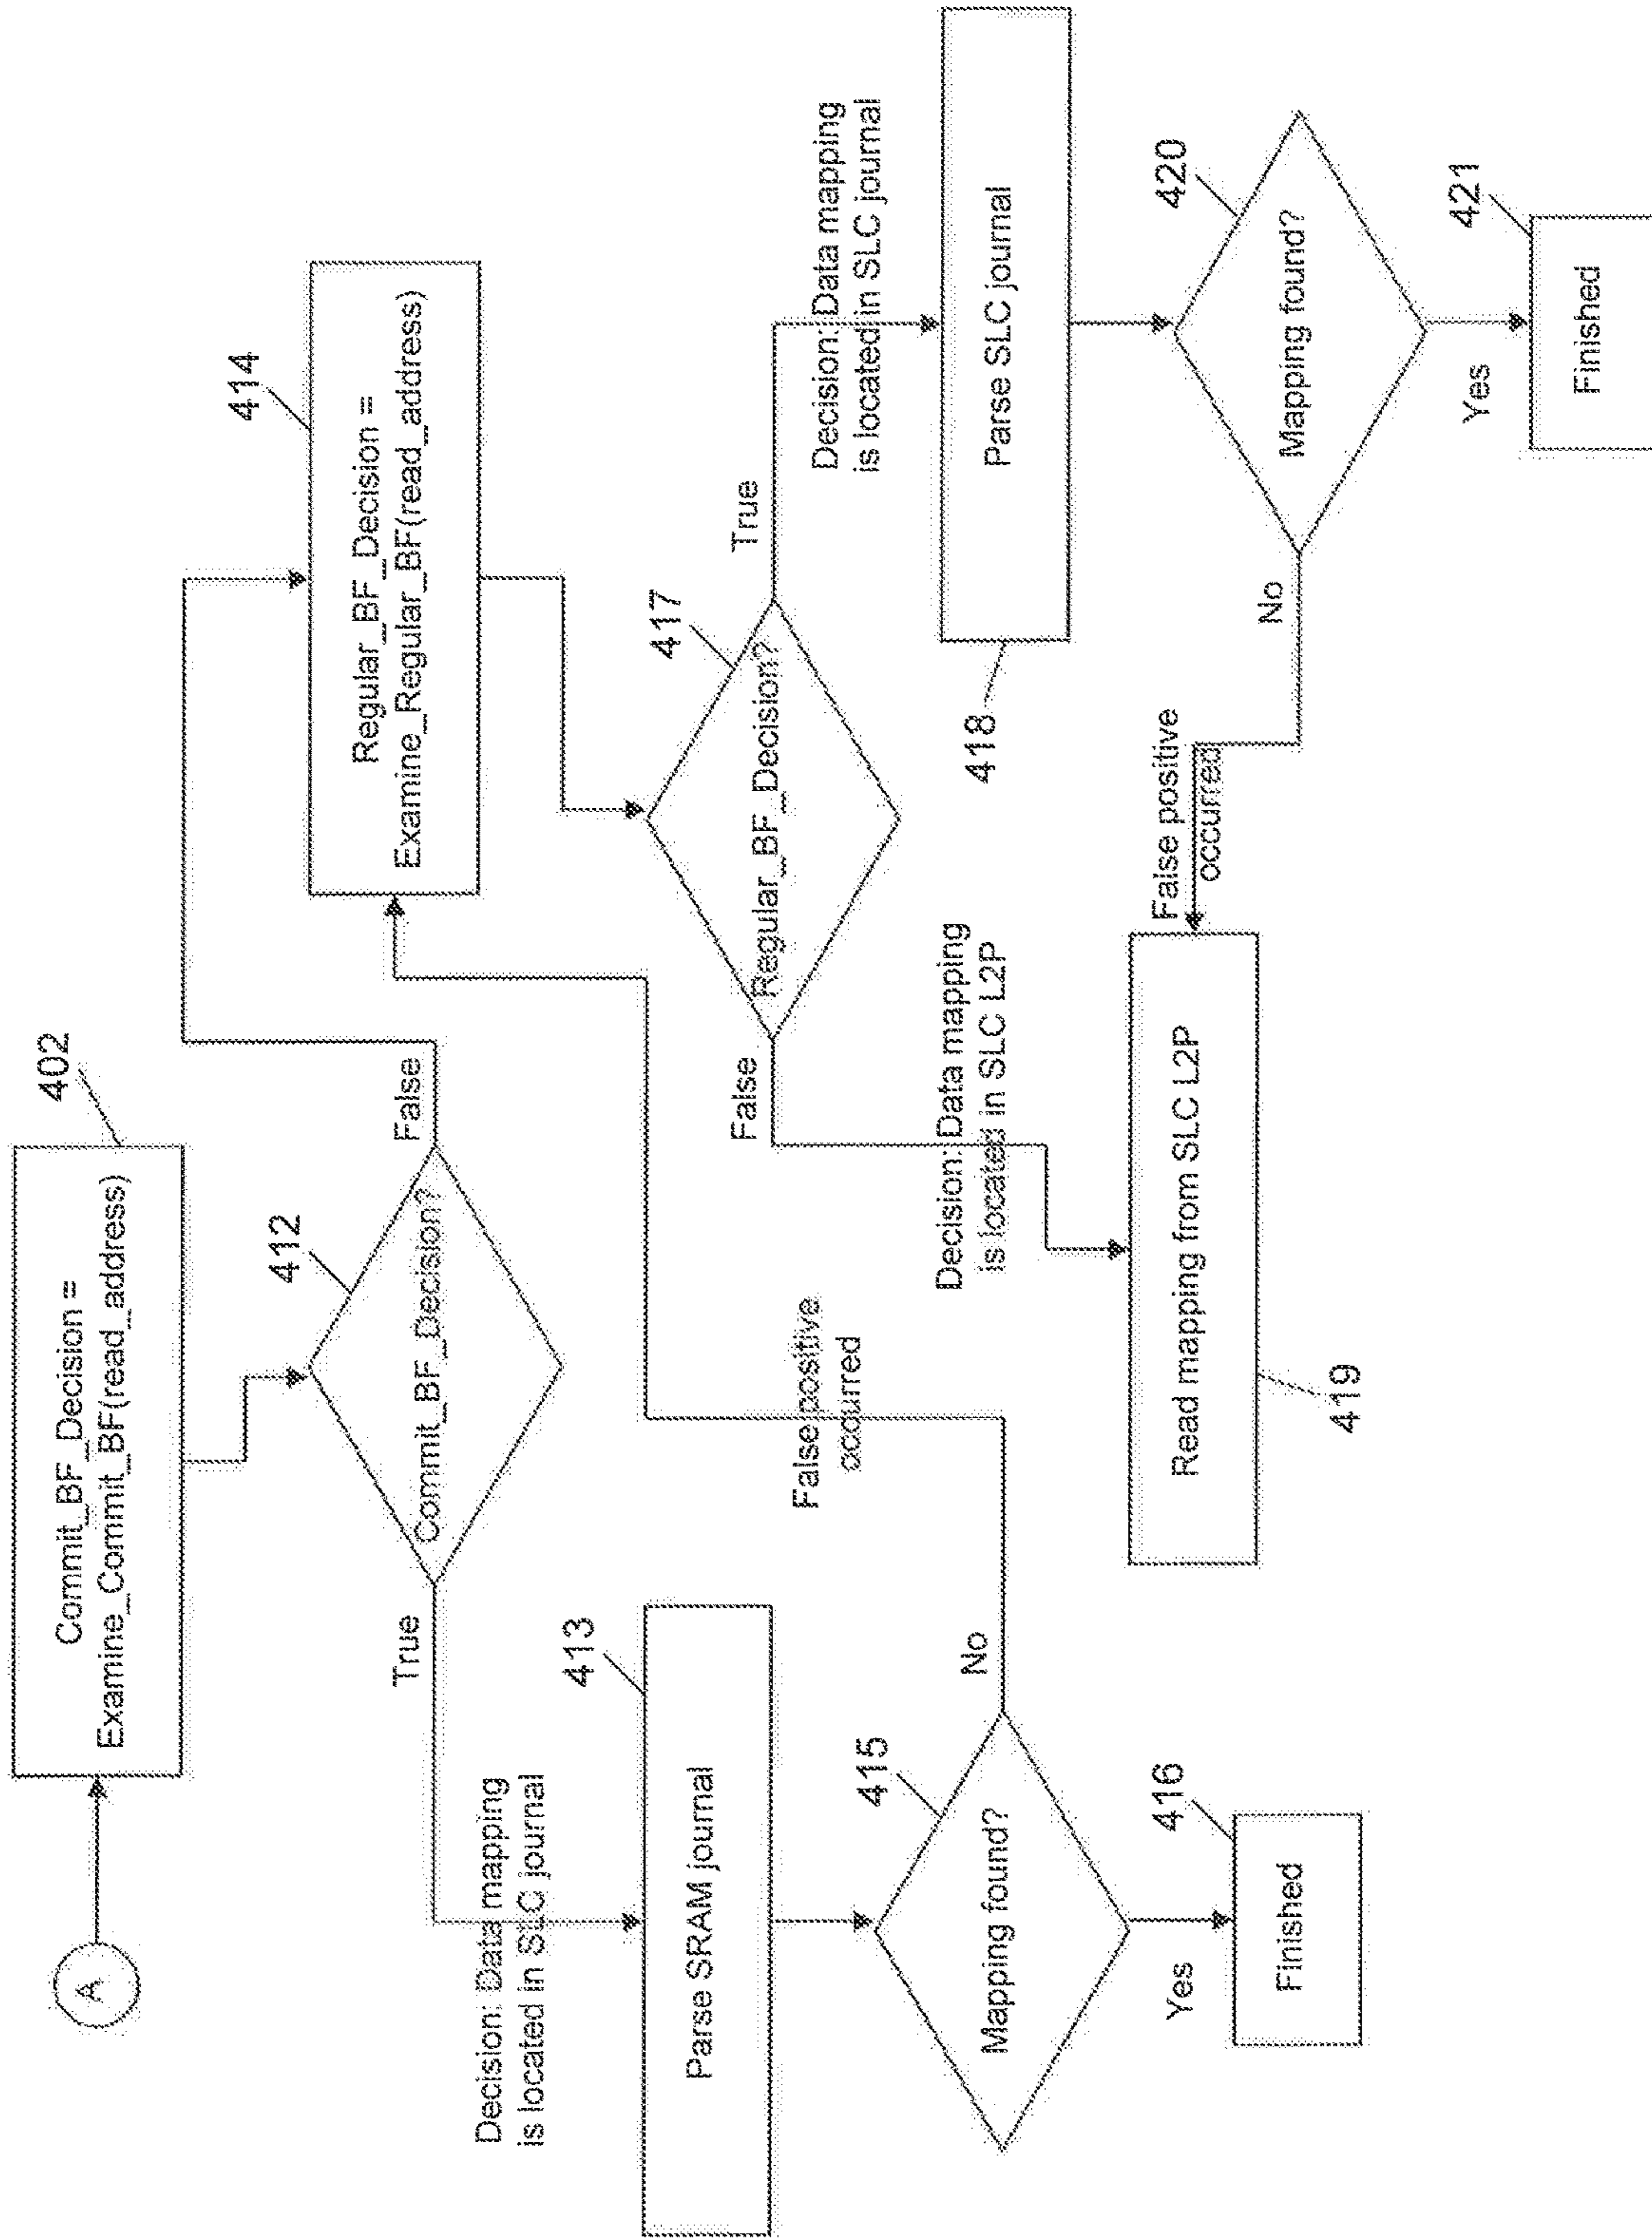 A
Commit_BF_Decision =
Examine_Commit_BF(read_address)
402
412
Commit_BF_Decision?
True
False
Decision: Data mapping
is located in SLC journal
413
Parse SRAM journal
415
Mapping found?
No
Yes
416
Finished
False positive
occurred
414
Regular_BF_Decision =
Examine_Regular_BF(read_address)
417
Regular_BF_Decision?
False
True
Decision: Data mapping
is located in SLC L2P
Read mapping from SLC L2P
419
Decision: Data mapping
is located in SLC journal
Parse SLC journal
418
420
Mapping found?
No
False positive
occurred
Yes
421
Finished